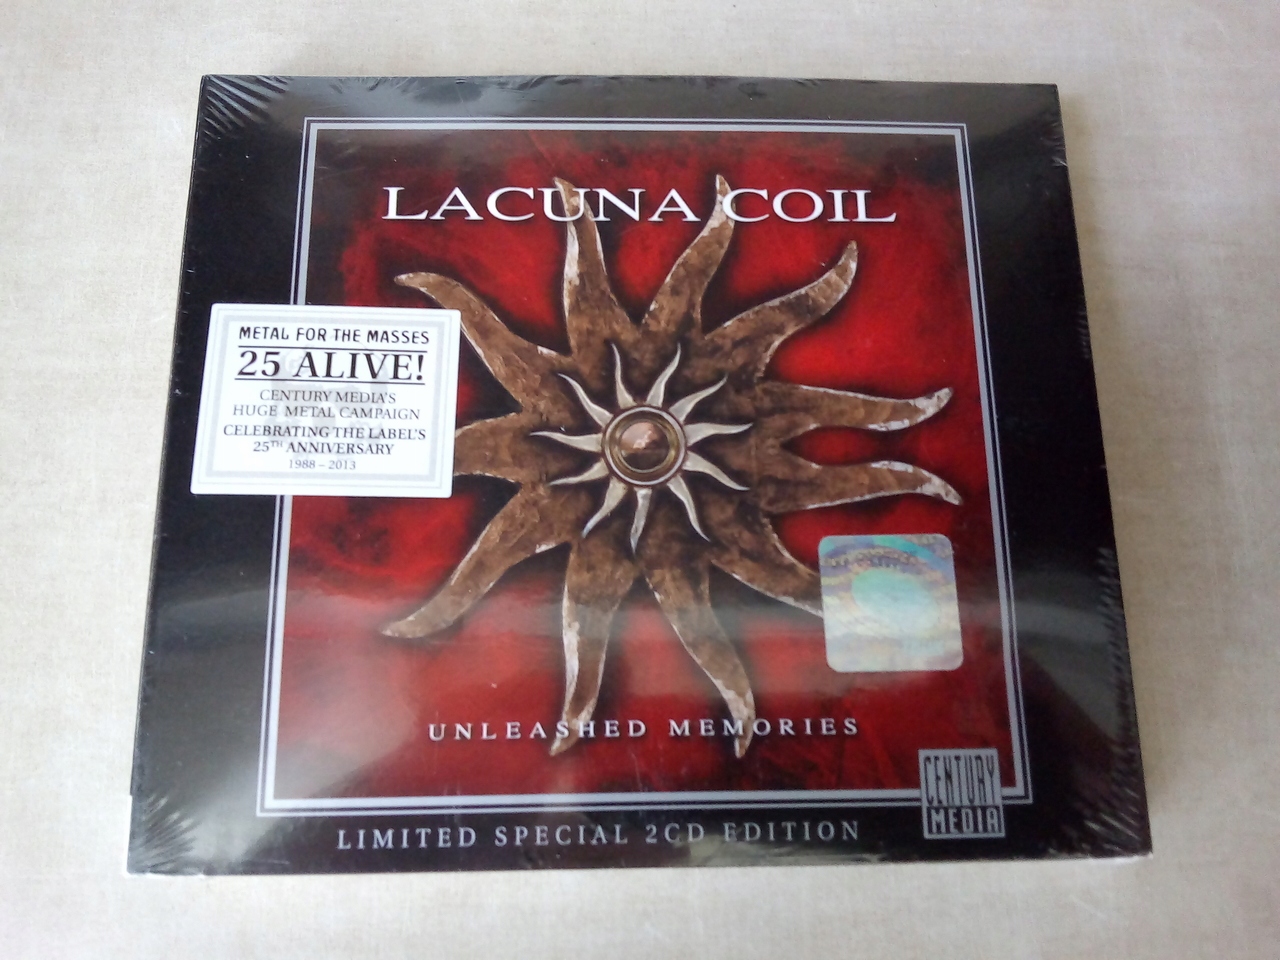 LACUNA COIL
METAL FOR THE MASSES
25 ALIVE!
CENTURY MEDIA'S
HUGE METAL CAMPAIGN
CELEBRATING THE LABEL'S
25TH ANNIVERSARY
1988 – 2013
UNLEASHED MEMORIES
CENTURY
MEDIA
LIMITED SPECIAL 2CD EDITION